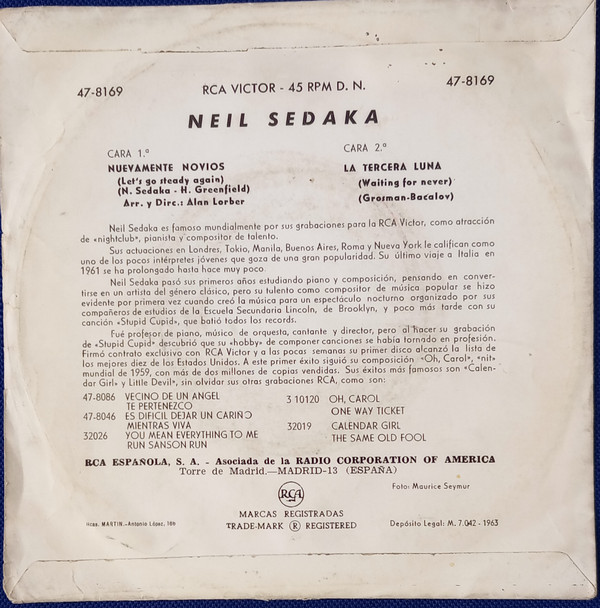 47-8169
RCA VICTOR - 45 RPM D. N.
47-8169
NEIL SEDAKA
CARA 1.ª
NUEVAMENTE NOVIOS
(Let's go steady again)
(N. Sedaka - H. Greenfield)
Arr. y Dirc.: Alan Lorber
CARA 2.ª
LA TERCERA LUNA
(Waiting for never)
(Grosman-Bacalov)
Neil Sedaka es famoso mundialmente por sus grabaciones para la RCA Victor, como atracción
de «nightclub», pianista y compositor de talento.
Sus actuaciones en Londres, Tokio, Manila, Buenos Aires, Roma y Nueva York le califican como
uno de los pocos intérpretes jóvenes que goza de una gran popularidad. Su último viaje a Italia en
1961 se ha prolongado hasta hace muy poco
Neil Sedaka pasó sus primeros años estudiando piano y composición, pensando en conver-
tirse en un artista del género clásico, pero su talento como compositor de música popular se hizo
evidente por primera vez cuando creó la música para un espectáculo nocturno organizado por sus
compañeros de estudios de la Escuela Secundaria Lincoln, de Brooklyn, y poco más tarde con su
canción «Stupid Cupid», que batió todos los records.
Fué profesor de piano, músico de orquesta, cantante y director, pero al hacer su grabación
de «Stupid Cupid» descubrió que su «hobby» de componer canciones se había tornado en profesión.
Firmó contrato exclusivo con RCA Victor y a las pocas semanas su primer disco alcanzó la lista de
los mejores diez de los Estados Unidos. A este primer éxito siguió su composición «Oh, Carol», «nit»
mundial de 1959, con más de dos millones de copias vendidas. Sus éxitos más famosos son «Calen-
dar Girl» y Little Devil», sin olvidar sus otras grabaciones RCA, como son:
47-8086 VECINO DE UN ANGEL
TE PERTENEZCO
47-8046 ES DIFICIL DEJAR UN CARINO
MIENTRAS VIVA
32026 YOU MEAN EVERYTHING TO ME
RUN SANSON RUN
3 10120 OH, CAROL
ONE WAY TICKET
32019 CALENDAR GIRL
THE SAME OLD FOOL
RCA ESPAÑOLA, S. A. - Asociada de la RADIO CORPORATION OF AMERICA
Torre de Madrid.—MADRID-13 (ESPAÑA)
Foto: Maurice Seymur
RCA
MARCAS REGISTRADAS
TRADE-MARK ® REGISTERED
Hcos. MARTIN.-Antonio López, 18b
Depósito Legal: M. 7.042 - 1963